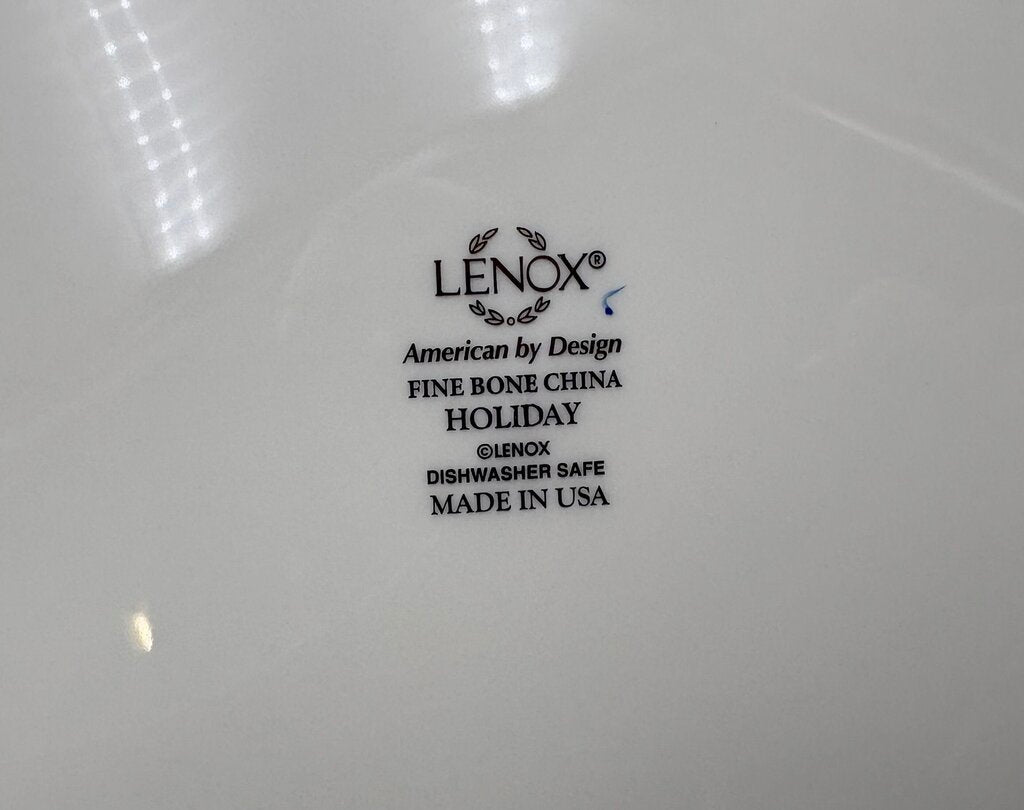 LENOX®
American by Design
FINE BONE CHINA
HOLIDAY
©LENOX
DISHWASHER SAFE
MADE IN USA